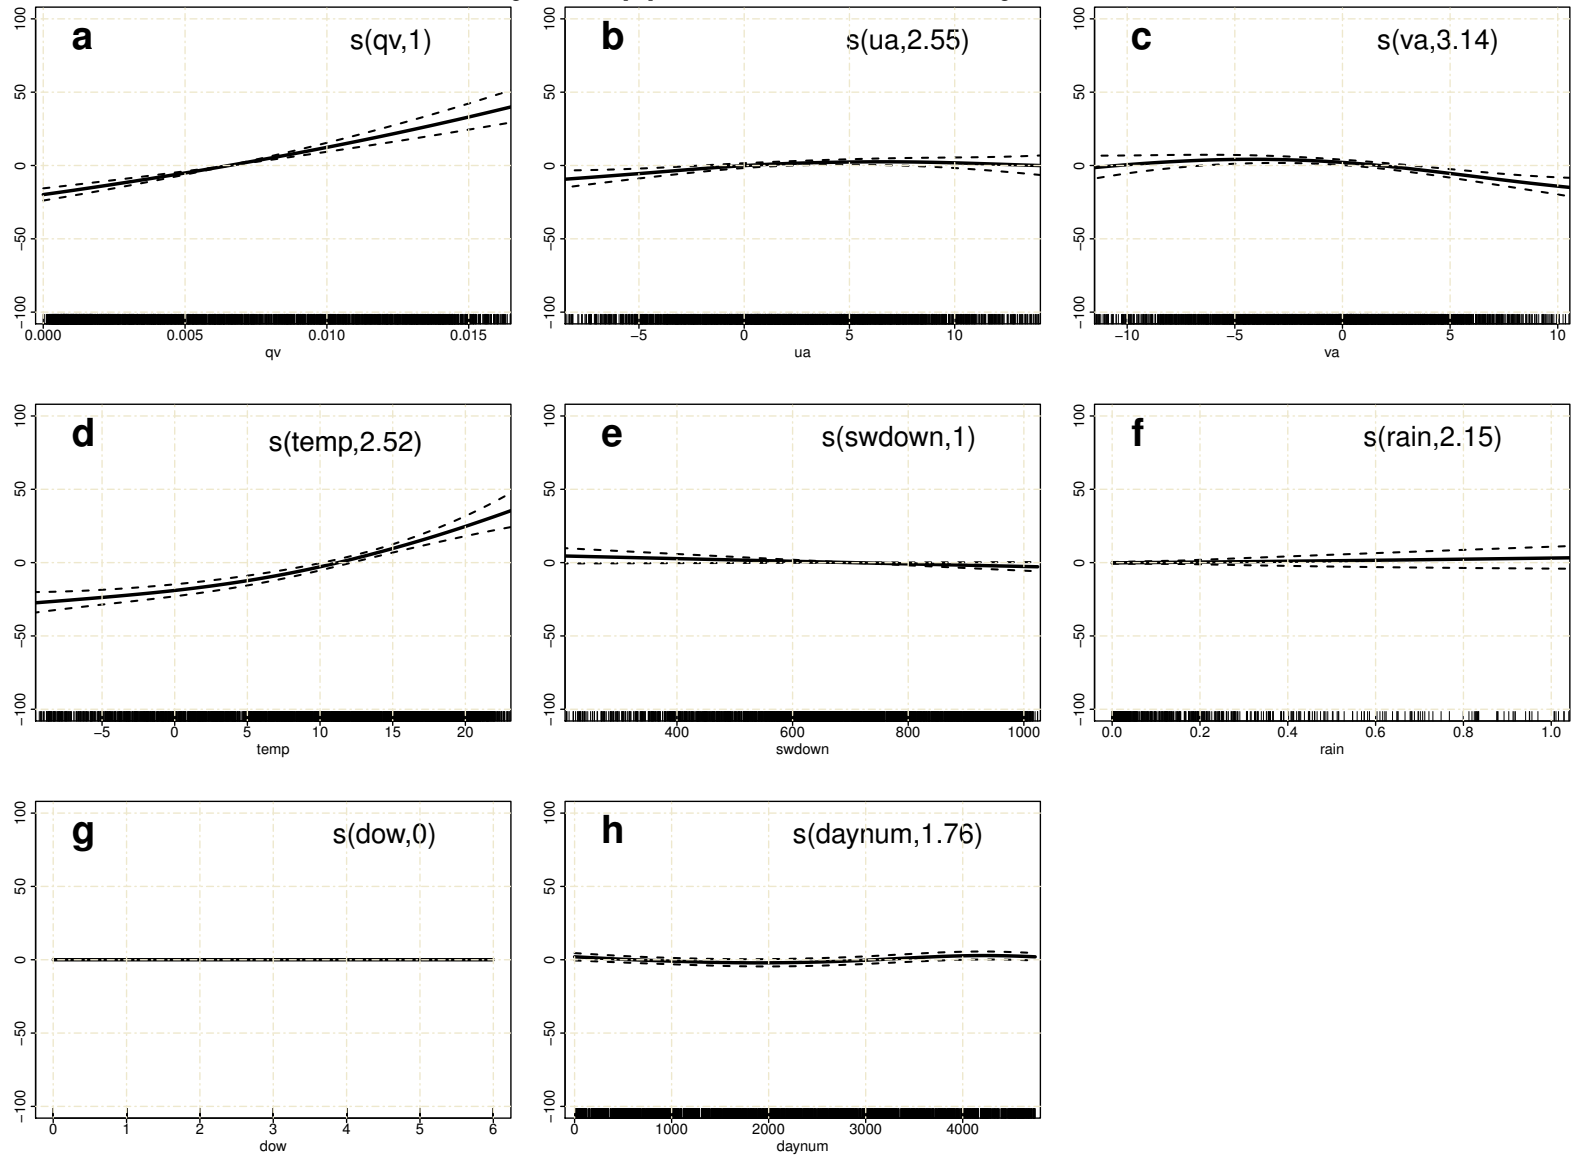 a s(qv,1)
100
50
0
−50
−100
0.000 0.005 0.010 0.015
qv
b s(ua,2.55)
100
50
0
−50
−100
−5 0 5 10
ua
c s(va,3.14)
100
50
0
−50
−100
−10 −5 0 5 10
va
d s(temp,2.52)
100
50
0
−50
−100
−5 0 5 10 15 20
temp
e s(swdown,1)
100
50
0
−50
−100
400 600 800 1000
swdown
f s(rain,2.15)
100
50
0
−50
−100
0.0 0.2 0.4 0.6 0.8 1.0
rain
g s(dow,0)
100
50
0
−50
−100
0 1 2 3 4 5 6
dow
h s(daynum,1.76)
100
50
0
−50
−100
0 1000 2000 3000 4000
daynum